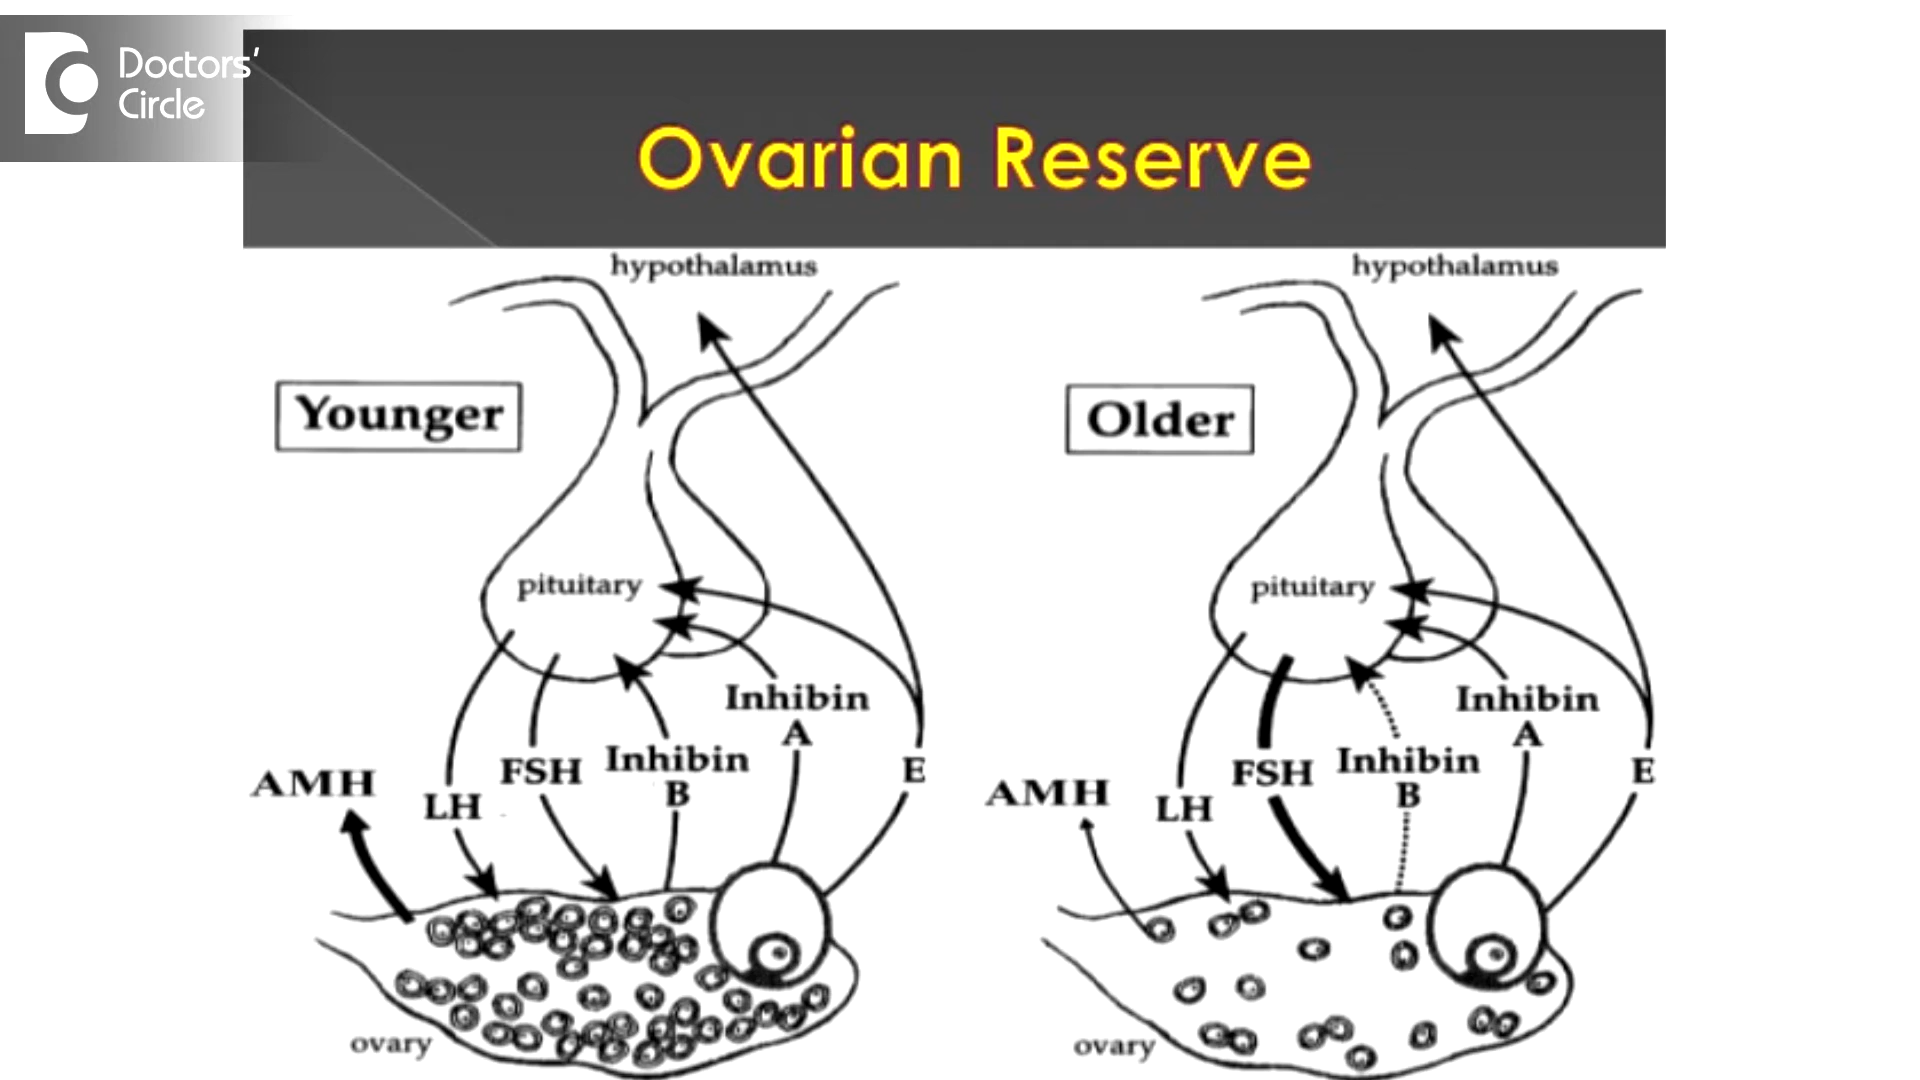 Doctors'
Circle
Ovarian Reserve
hypothalamus
Younger
pituitary
Inhibin
A
FSH
Inhibin
B
E
AMH
LH
ovary
hypothalamus
Older
pituitary
Inhibin
A
FSH
Inhibin
B
E
AMH
LH
ovary